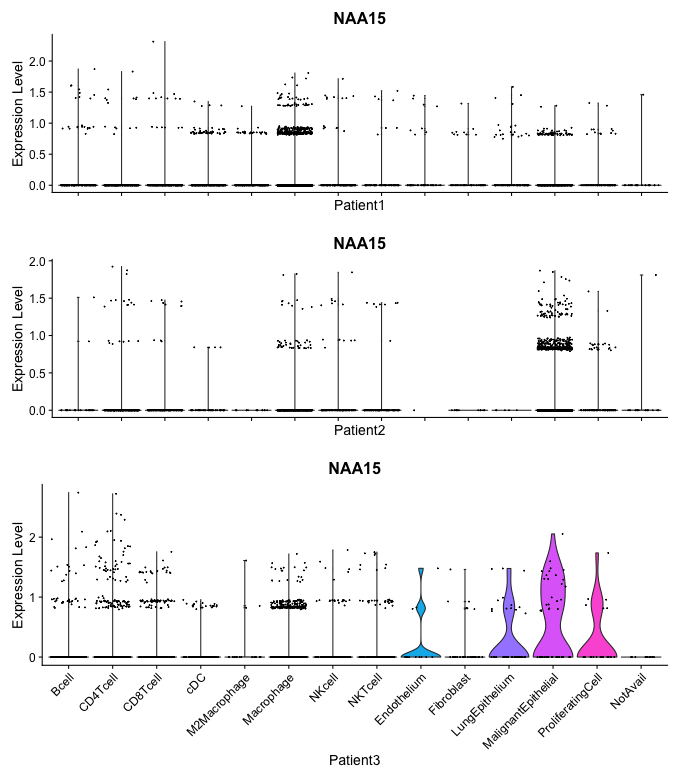 NAA15
Expression Level
2.0
1.5
1.0
0.5
0.0
Patient1
NAA15
Expression Level
2.0
1.5
1.0
0.5
0.0
Patient2
NAA15
Expression Level
2
1
0
Bcell
CD4Tcell
CD8Tcell
cDC
M2Macrophage
Macrophage
NKcell
NKTcell
Endothelium
Fibroblast
LungEpithelium
MalignantEpithelial
ProliferatingCell
NotAvail
Patient3